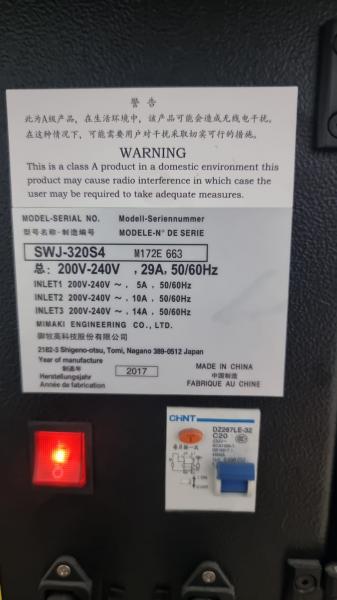 警 告
此为A级产品，在生活环境中，该产品可能会造成无线电干扰。
在这种情况下，可能需要用户对干扰采取切实可行的措施。
WARNING
This is a class A product in a domestic environment this
product may cause radio interference in which case the
user may be required to take adequate measures.
MODEL-SERIAL NO. Modell-Seriennummer
型号名称·制造编号 MODELE-N° DE SERIE
SWJ-320S4 M172E 663
总: 200V-240V ,29A, 50/60Hz
INLET1 200V-240V ～. 5A . 50/60Hz
INLET2 200V-240V ～. 10A . 50/60Hz
INLET3 200V-240V ～. 14A . 50/60Hz
MIMAKI ENGINEERING CO., LTD.
御牧高科技股份有限公司
2182-3 Shigeno-otsu, Tomi, Nagano 389-0512 Japan
Year of manufacture
制造年
Herstellungsjahr
Année de fabrication
2017
MADE IN CHINA
中国制造
FABRIQUE AU CHINE
CHNT
DZ267LE-32
C20
每月按一次